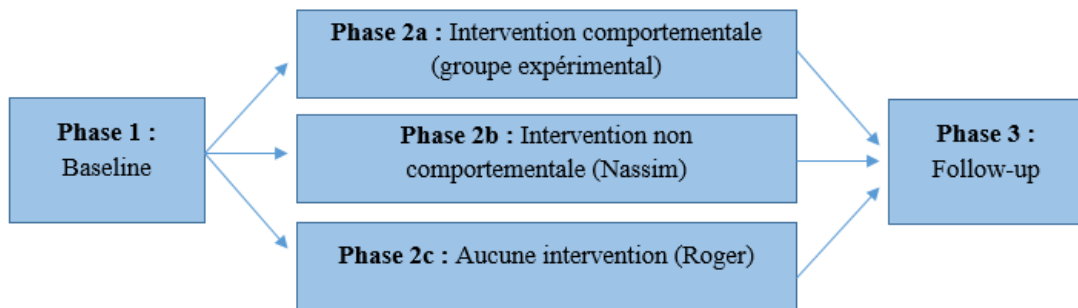 Phase 1 :
Baseline
Phase 2a : Intervention comportementale
(groupe expérimental)
Phase 2b : Intervention non
comportementale (Nassim)
Phase 2c : Aucune intervention (Roger)
Phase 3 :
Follow-up